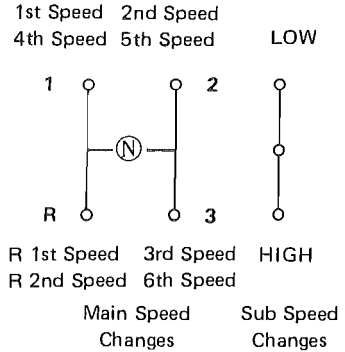 1st Speed 2nd Speed
4th Speed 5th Speed LOW
1 2
N
R 3
R 1st Speed 3rd Speed HIGH
R 2nd Speed 6th Speed
Main Speed Sub Speed
Changes Changes